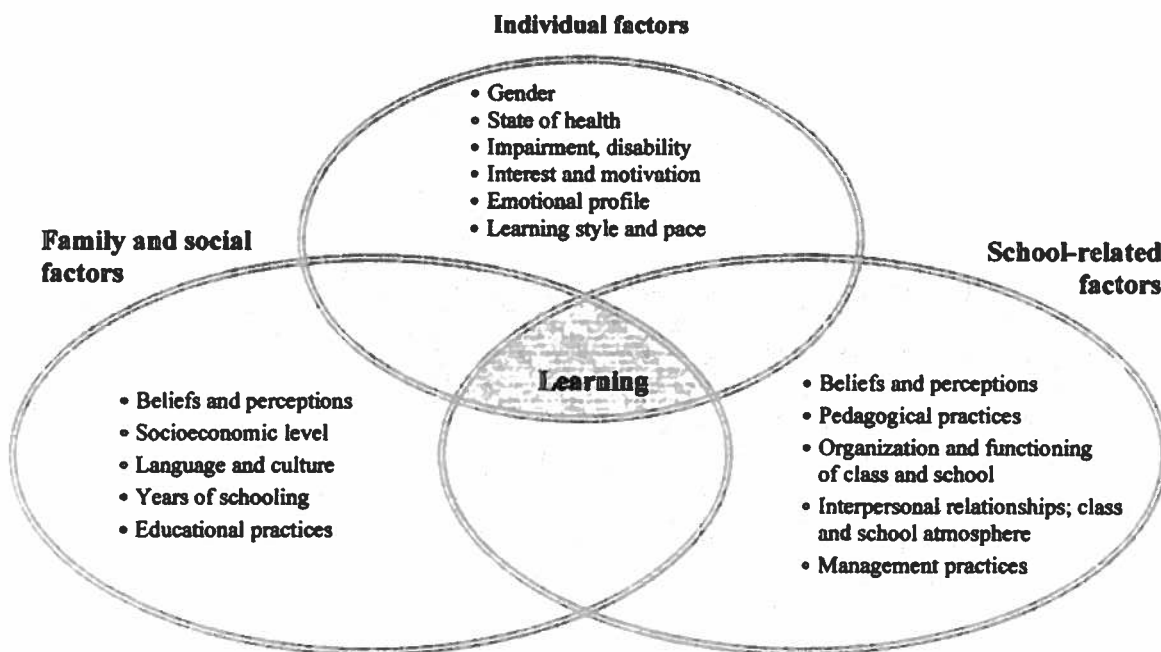 Individual factors
• Gender
• State of health
• Impairment, disability
• Interest and motivation
• Emotional profile
• Learning style and pace
Family and social
factors
School-related
factors
Learning
• Beliefs and perceptions
• Socioeconomic level
• Language and culture
• Years of schooling
• Educational practices
• Beliefs and perceptions
• Pedagogical practices
• Organization and functioning
of class and school
• Interpersonal relationships; class
and school atmosphere
• Management practices